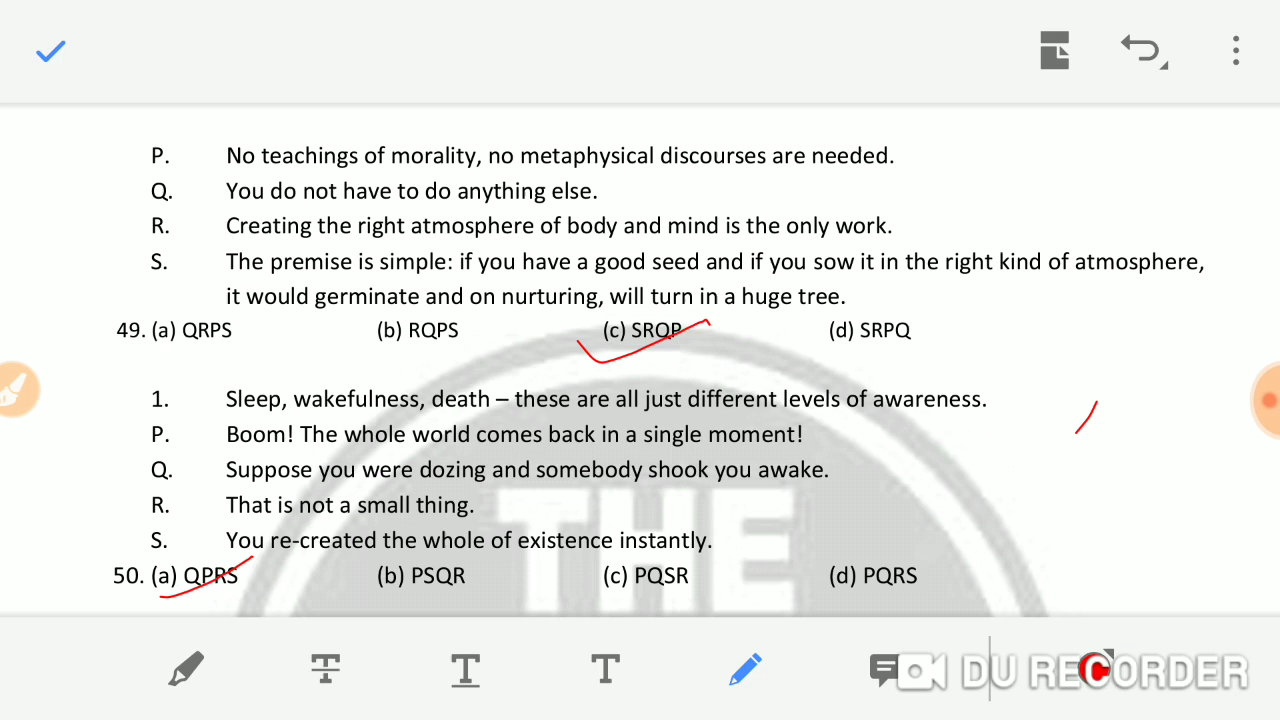 P. No teachings of morality, no metaphysical discourses are needed.
Q. You do not have to do anything else.
R. Creating the right atmosphere of body and mind is the only work.
S. The premise is simple: if you have a good seed and if you sow it in the right kind of atmosphere,
it would germinate and on nurturing, will turn in a huge tree.
49. (a) QRPS (b) RQPS (c) SRQP (d) SRPQ
1. Sleep, wakefulness, death – these are all just different levels of awareness.
P. Boom! The whole world comes back in a single moment!
Q. Suppose you were dozing and somebody shook you awake.
R. That is not a small thing.
S. You re-created the whole of existence instantly.
50. (a) QPRS (b) PSQR (c) PQSR (d) PQRS
THE
T T T
DU RECORDER